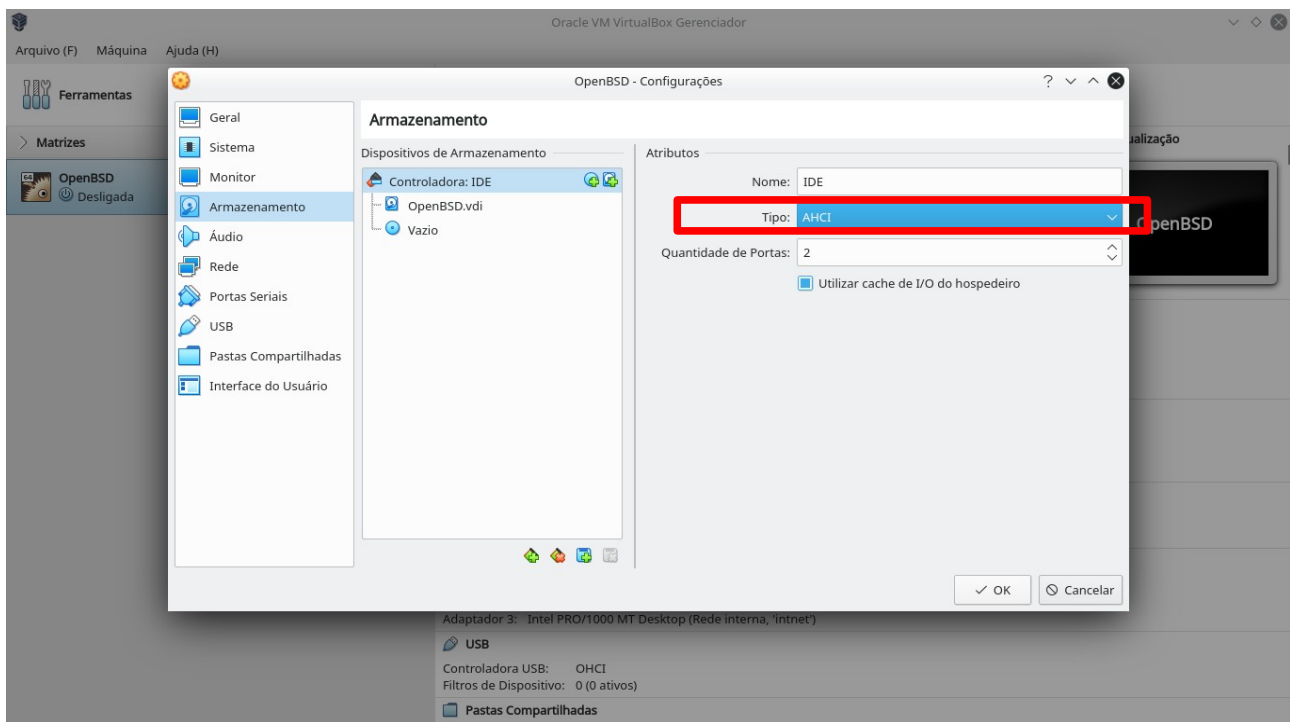 Oracle VM VirtualBox Gerenciador
Arquivo (F) Máquina Ajuda (H)
Ferramentas
Matrizes
64
OpenBSD
Desligada
OpenBSD - Configurações
Geral
Sistema
Monitor
Armazenamento
Áudio
Rede
Portas Seriais
USB
Pastas Compartilhadas
Interface do Usuário
Armazenamento
Dispositivos de Armazenamento
Controladora: IDE
OpenBSD.vdi
Vazio
Atributos
Nome: IDE
Tipo: AHCI
Quantidade de Portas: 2
Utilizar cache de I/O do hospedeiro
OK Cancelar
ualização
OpenBSD
Adaptador 3: Intel PRO/1000 MT Desktop (Rede interna, 'intnet')
USB
Controladora USB: OHCI
Filtros de Dispositivo: 0 (0 ativos)
Pastas Compartilhadas